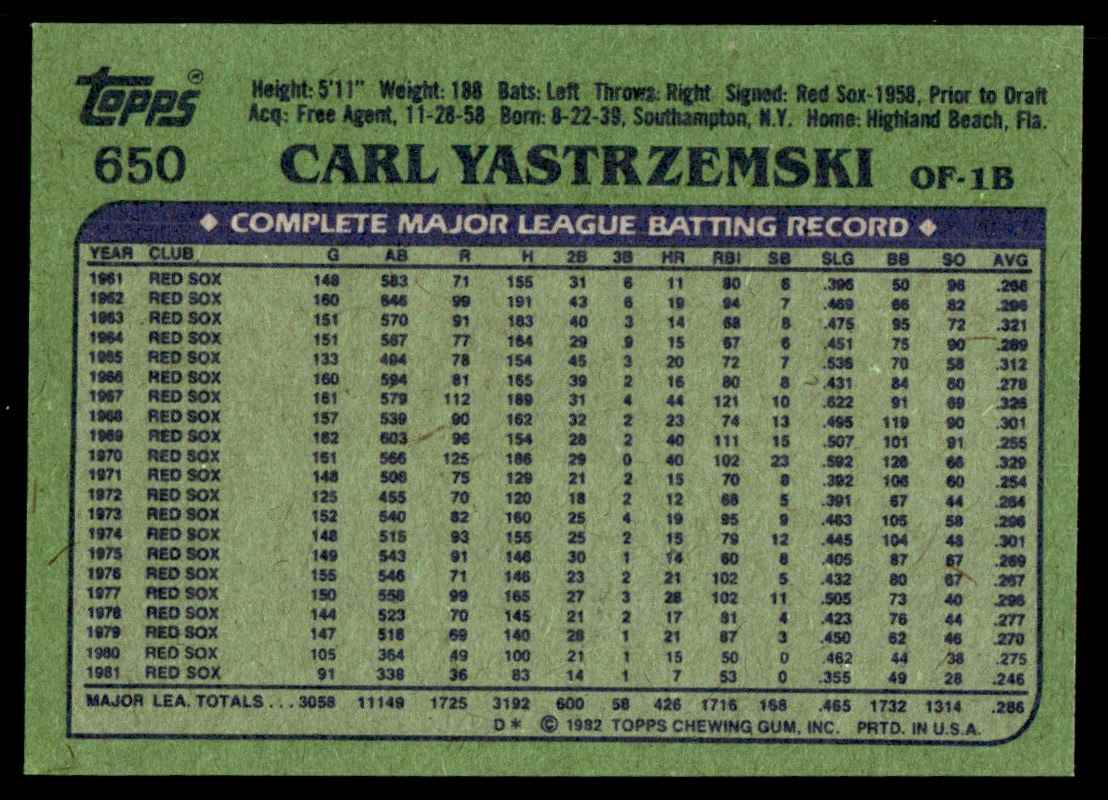 Topps®
Height: 5'11" Weight: 188 Bats: Left Throws: Right Signed: Red Sox-1958, Prior to Draft
Acq: Free Agent, 11-28-58 Born: 8-22-39, Southampton, N.Y. Home: Highland Beach, Fla.
650 CARL YASTRZEMSKI OF-1B
◆ COMPLETE MAJOR LEAGUE BATTING RECORD ◆
YEAR CLUB G AB R H 2B 3B HR RBI SB SLG BB SO AVG
1961 RED SOX 148 583 71 155 31 6 11 80 6 .396 50 96 .266
1962 RED SOX 160 646 99 191 43 6 19 94 7 .469 66 82 .296
1963 RED SOX 151 570 91 183 40 3 14 68 8 .475 95 72 .321
1964 RED SOX 151 567 77 164 29 9 15 67 6 .451 75 90 .289
1965 RED SOX 133 494 78 154 45 3 20 72 7 .536 70 58 .312
1966 RED SOX 160 594 81 165 39 2 16 80 8 .431 84 60 .278
1967 RED SOX 161 579 112 189 31 4 44 121 10 .622 91 69 .326
1968 RED SOX 157 539 90 162 32 2 23 74 13 .495 119 90 .301
1969 RED SOX 162 603 96 154 28 2 40 111 15 .507 101 91 .255
1970 RED SOX 161 566 125 186 29 0 40 102 23 .592 128 66 .329
1971 RED SOX 148 508 75 129 21 2 15 70 8 .392 106 60 .254
1972 RED SOX 125 455 70 120 18 2 12 68 5 .391 67 44 .264
1973 RED SOX 152 540 82 160 25 4 19 95 9 .463 105 58 .296
1974 RED SOX 148 515 93 155 25 2 15 79 12 .445 104 48 .301
1975 RED SOX 149 543 91 146 30 1 14 60 8 .405 87 67 .269
1976 RED SOX 155 546 71 146 23 2 21 102 5 .432 80 67 .267
1977 RED SOX 150 558 99 165 27 3 28 102 11 .505 73 40 .296
1978 RED SOX 144 523 70 145 21 2 17 81 4 .423 76 44 .277
1979 RED SOX 147 518 69 140 28 1 21 87 3 .450 62 46 .270
1980 RED SOX 105 364 49 100 21 1 15 50 0 .462 44 38 .275
1981 RED SOX 91 338 36 83 14 1 7 53 0 .355 49 28 .246
MAJOR LEA. TOTALS . . . 3058 11149 1725 3192 600 58 426 1716 168 .465 1732 1314 .286
D* © 1982 TOPPS CHEWING GUM, INC. PRTD. IN U.S.A.